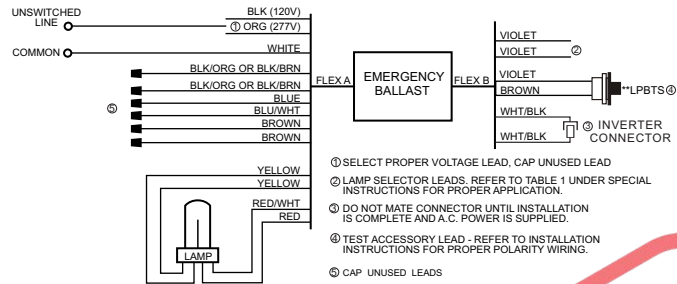 UNSWITCHED
LINE
BLK (120V)
① ORG (277V)
COMMON
WHITE
BLK/ORG OR BLK/BRN
BLK/ORG OR BLK/BRN
BLUE
BLU/WHT
BROWN
BROWN
⑤
FLEX A
EMERGENCY
BALLAST
FLEX B
VIOLET
VIOLET
②
VIOLET
BROWN
**LPBTS④
WHT/BLK
③ INVERTER
CONNECTOR
WHT/BLK
YELLOW
YELLOW
RED/WHT
RED
LAMP
① SELECT PROPER VOLTAGE LEAD, CAP UNUSED LEAD
② LAMP SELECTOR LEADS. REFER TO TABLE 1 UNDER SPECIAL
INSTRUCTIONS FOR PROPER APPLICATION.
③ DO NOT MATE CONNECTOR UNTIL INSTALLATION
IS COMPLETE AND A.C. POWER IS SUPPLIED.
④ TEST ACCESSORY LEAD - REFER TO INSTALLATION
INSTRUCTIONS FOR PROPER POLARITY WIRING.
⑤ CAP UNUSED LEADS